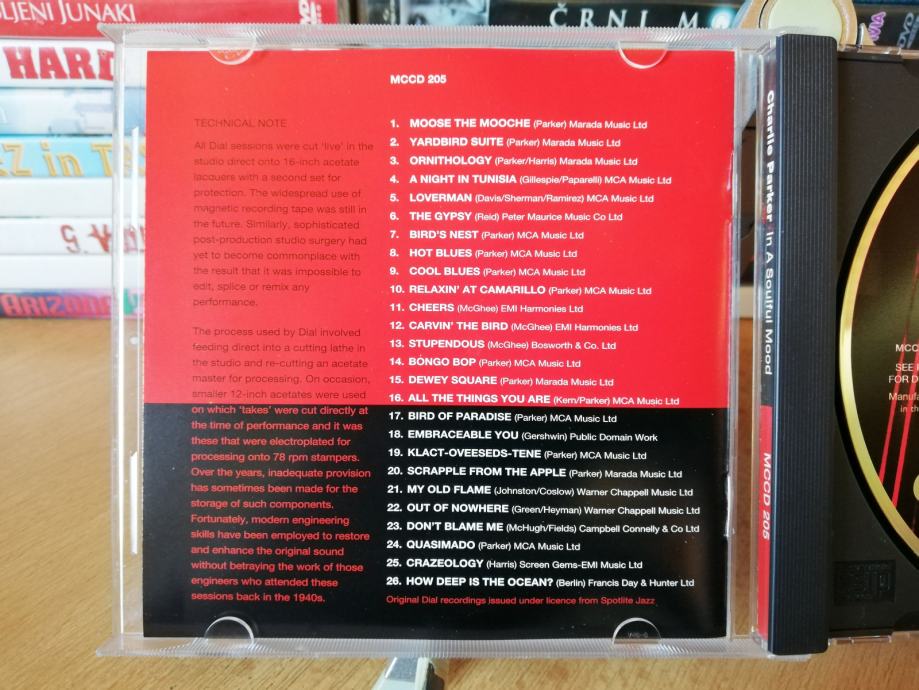 LJENI JUNAKI
ČRNI M
DVD
HARD
MCCD 205
TECHNICAL NOTE
All Dial sessions were cut 'live' in the
studio direct onto 16-inch acetate
lacquers with a second set for
protection. The widespread use of
magnetic recording tape was still in
the future. Similarly, sophisticated
post-production studio surgery had
yet to become commonplace with
the result that it was impossible to
edit, splice or remix any
performance.
The process used by Dial involved
feeding direct into a cutting lathe in
the studio and re-cutting an acetate
master for processing. On occasion,
smaller 12-inch acetates were used
on which 'takes' were cut directly at
the time of performance and it was
these that were electroplated for
processing onto 78 rpm stampers.
Over the years, inadequate provision
has sometimes been made for the
storage of such components.
Fortunately, modern engineering
skills have been employed to restore
and enhance the original sound
without betraying the work of those
engineers who attended these
sessions back in the 1940s.
1. MOOSE THE MOOCHE (Parker) Marada Music Ltd
2. YARDBIRD SUITE (Parker) Marada Music Ltd
3. ORNITHOLOGY (Parker/Harris) Marada Music Ltd
4. A NIGHT IN TUNISIA (Gillespie/Paparelli) MCA Music Ltd
5. LOVERMAN (Davis/Sherman/Ramirez) MCA Music Ltd
6. THE GYPSY (Reid) Peter Maurice Music Co Ltd
7. BIRD'S NEST (Parker) MCA Music Ltd
8. HOT BLUES (Parker) MCA Music Ltd
9. COOL BLUES (Parker) MCA Music Ltd
10. RELAXIN' AT CAMARILLO (Parker) MCA Music Ltd
11. CHEERS (McGhee) EMI Harmonies Ltd
12. CARVIN' THE BIRD (McGhee) EMI Harmonies Ltd
13. STUPENDOUS (McGhee) Bosworth & Co. Ltd
14. BONGO BOP (Parker) MCA Music Ltd
15. DEWEY SQUARE (Parker) Marada Music Ltd
16. ALL THE THINGS YOU ARE (Kern/Parker) MCA Music Ltd
17. BIRD OF PARADISE (Parker) MCA Music Ltd
18. EMBRACEABLE YOU (Gershwin) Public Domain Work
19. KLACT-OVEESEDS-TENE (Parker) MCA Music Ltd
20. SCRAPPLE FROM THE APPLE (Parker) Marada Music Ltd
21. MY OLD FLAME (Johnston/Coslow) Warner Chappell Music Ltd
22. OUT OF NOWHERE (Green/Heyman) Warner Chappell Music Ltd
23. DON'T BLAME ME (McHugh/Fields) Campbell Connelly & Co Ltd
24. QUASIMADO (Parker) MCA Music Ltd
25. CRAZEOLOGY (Harris) Screen Gems-EMI Music Ltd
26. HOW DEEP IS THE OCEAN? (Berlin) Francis Day & Hunter Ltd
Original Dial recordings issued under licence from Spotlite Jazz
Charlie Parker In A Soulful Mood
MCCD 205
MCC
SEE
FOR D
Manufa
in th
ARIZONA